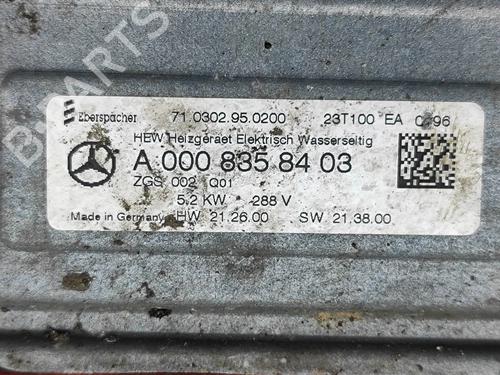 B PARTS
Eberspächer 71.0302.95.0200 23T100 EA
HEW Heizgeraet Elektrisch Wasserseitig
A 000 835 84 03
ZGS 002 Q01
5.2 KW 288 V
Made in Germany HW 21.26.00 SW 21.38.00